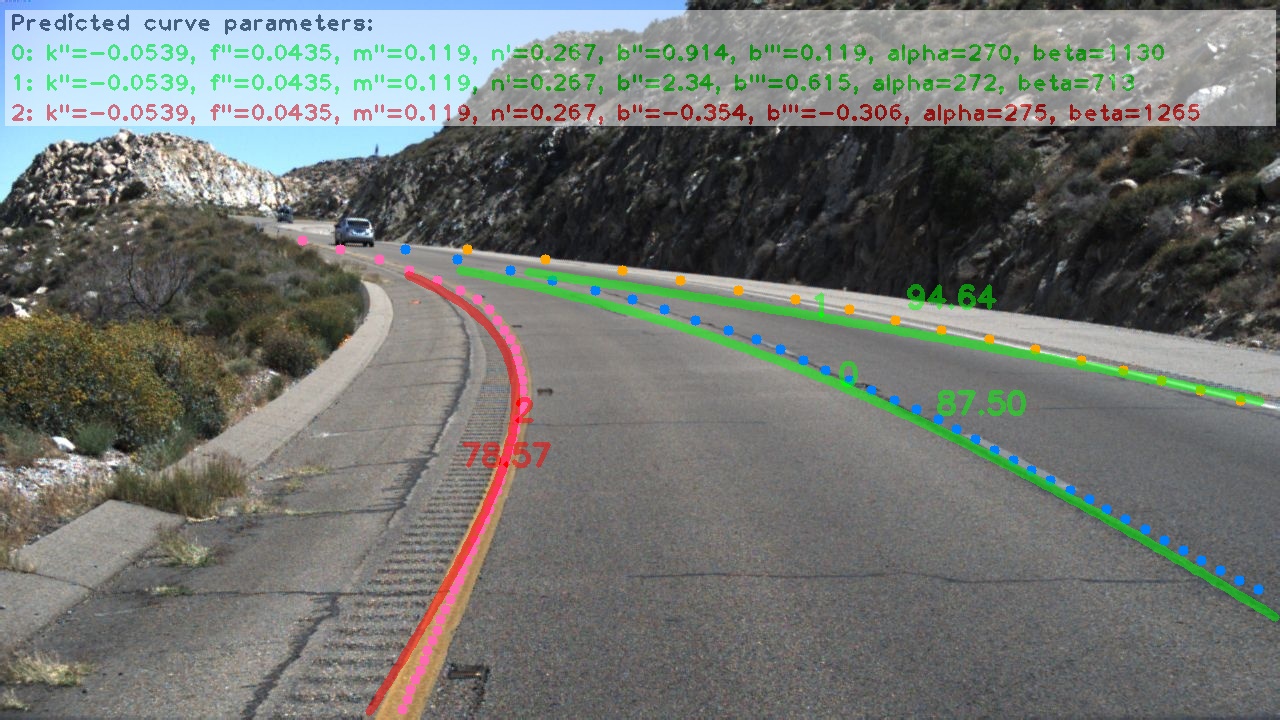 Predicted curve parameters:
0: k''=-0.0539, f''=0.0435, m''=0.119, n'=0.267, b''=0.914, b'''=0.119, alpha=270, beta=1130
1: k''=-0.0539, f''=0.0435, m''=0.119, n'=0.267, b''=2.34, b'''=0.615, alpha=272, beta=713
2: k''=-0.0539, f''=0.0435, m''=0.119, n'=0.267, b''=-0.354, b'''=-0.306, alpha=275, beta=1265
1 94.64
0
87.50
2
78.57